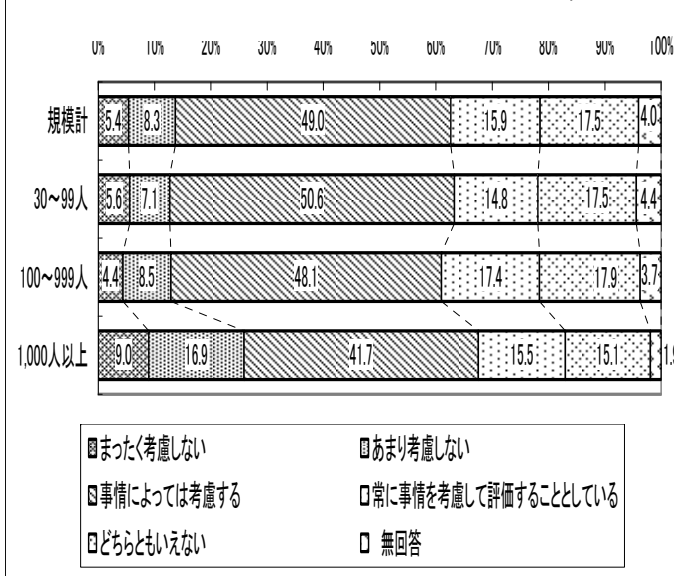 0% 10% 20% 30% 40% 50% 60% 70% 80% 90% 100%
規模計 5.4 8.3 49.0 15.9 17.5 4.0
30～99人 5.6 7.1 50.6 14.8 17.5 4.4
100～999人 4.4 8.5 48.1 17.4 17.9 3.7
1,000人以上 9.0 16.9 41.7 15.5 15.1 1.9
まったく考慮しない あまり考慮しない
事情によっては考慮する 常に事情を考慮して評価することとしている
どちらともいえない 無回答